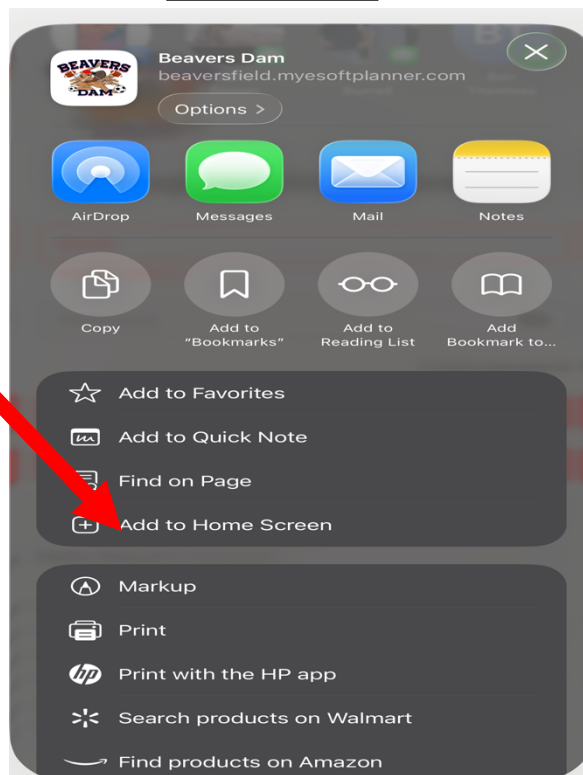 BEAVERS
DAM
Beavers Dam
beaversfield.myesoftplanner.com
Options >
AirDrop
Messages
Mail
Notes
Copy
Add to
"Bookmarks"
Add to
Reading List
Add
Bookmark to...
Add to Favorites
Add to Quick Note
Find on Page
Add to Home Screen
Markup
Print
hp
Print with the HP app
Search products on Walmart
Find products on Amazon